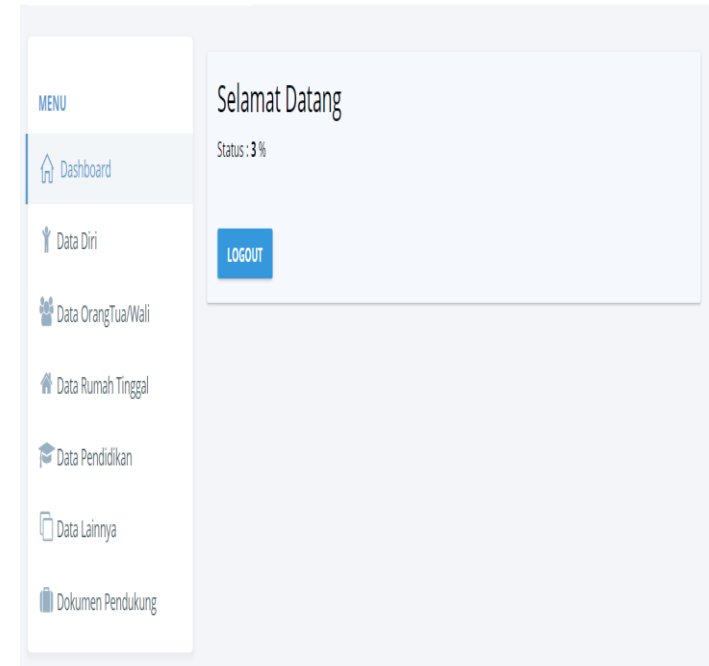 MENU
Dashboard
Data Diri
Data OrangTua/Wali
Data Rumah Tinggal
Data Pendidikan
Data Lainnya
Dokumen Pendukung
Selamat Datang
Status : 3 %
LOGOUT